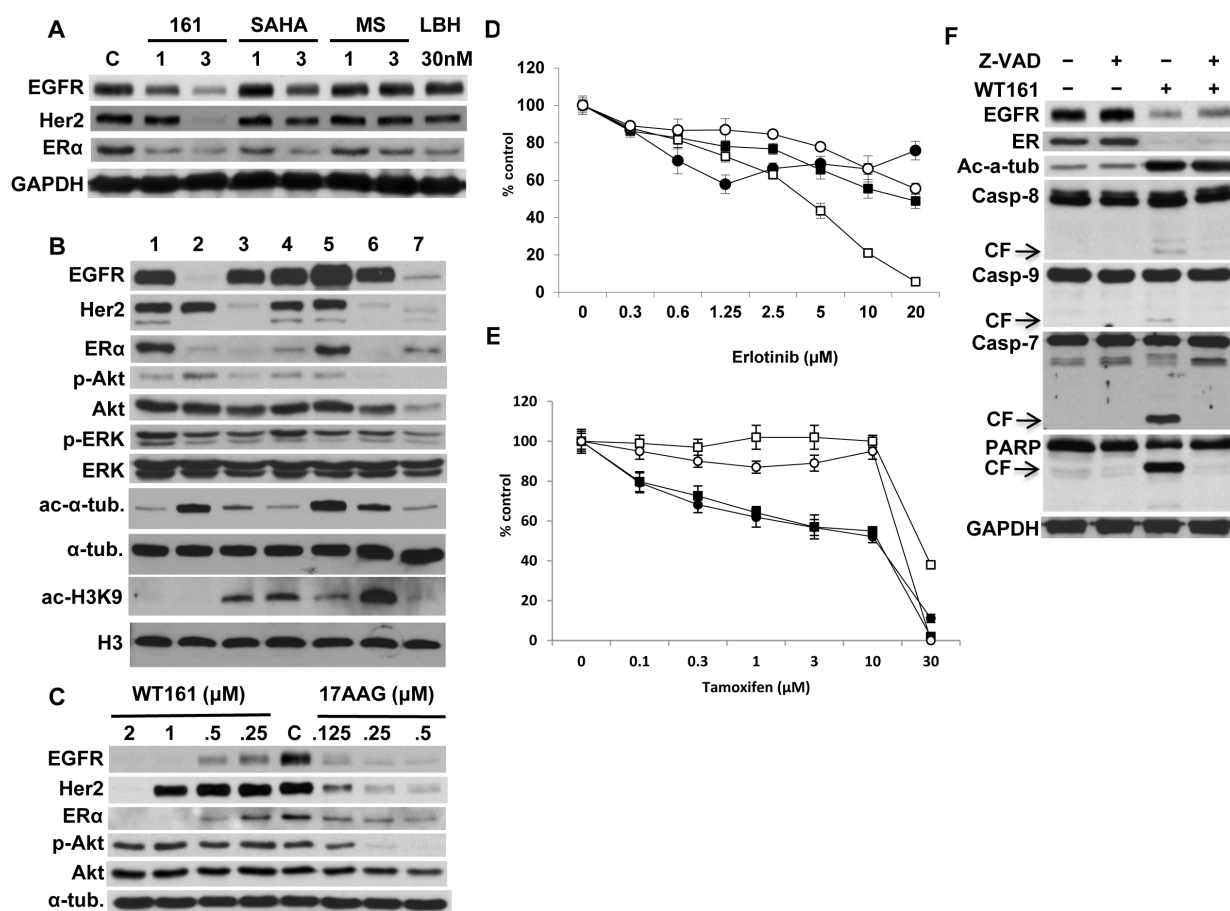 A
161 SAHA MS LBH
C 1 3 1 3 1 3 30nM
EGFR
Her2
ERα
GAPDH
B
1 2 3 4 5 6 7
EGFR
Her2
ERα
p-Akt
Akt
p-ERK
ERK
ac-α-tub.
α-tub.
ac-H3K9
H3
C
WT161 (µM) 17AAG (µM)
2 1 .5 .25 C .125 .25 .5
EGFR
Her2
ERα
p-Akt
Akt
α-tub.
D
% control
120
100
80
60
40
20
0
0 0.3 0.6 1.25 2.5 5 10 20
Erlotinib (µM)
E
% control
120
100
80
60
40
20
0
0 0.1 0.3 1 3 10 30
Tamoxifen (µM)
F
Z-VAD − + − +
WT161 − − + +
EGFR
ER
Ac-a-tub
Casp-8
CF
Casp-9
CF
Casp-7
CF
PARP
CF
GAPDH